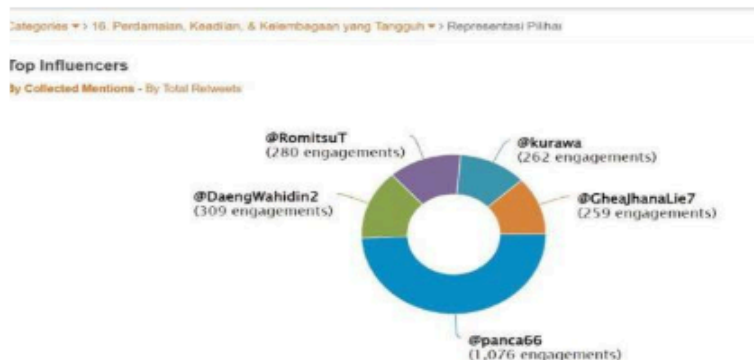 Categories > 16. Perdamaian, Keadilan, & Kelembagaan yang Tangguh > Representasi Pilihan
Top Influencers
By Collected Mentions - By Total Retweets
@RomitsuT
(280 engagements)
@kurawa
(262 engagements)
@DaengWahidin2
(309 engagements)
@GheaJhanaLie7
(259 engagements)
@panca66
(1,076 engagements)